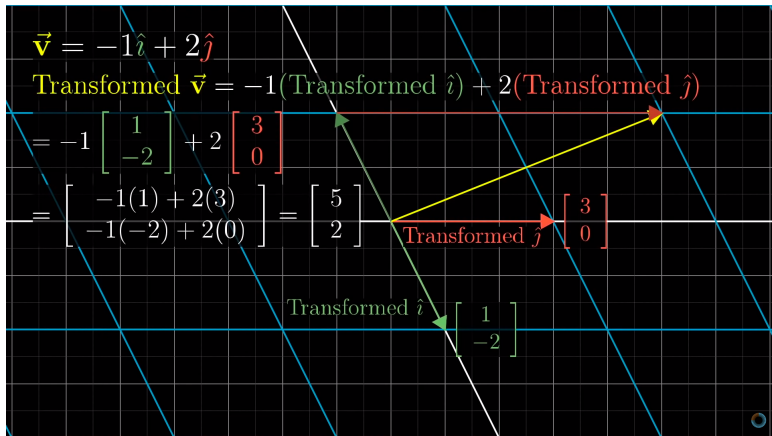 v⃗ = −1î + 2ĵ
Transformed v⃗ = −1(Transformed î) + 2(Transformed ĵ)
= −1 [1 −2] + 2 [3 0]
= [−1(1) + 2(3) −1(−2) + 2(0)] = [5 2]
Transformed ĵ [3 0]
Transformed î [1 −2]